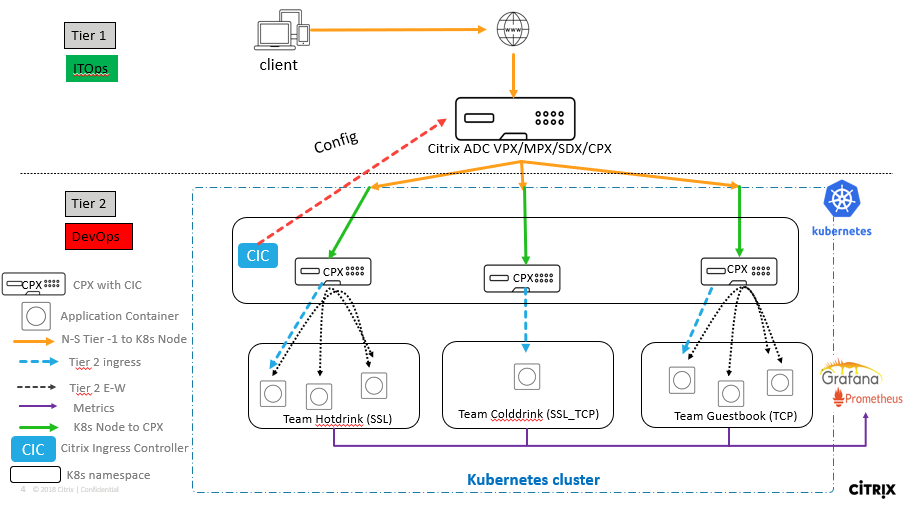 Tier 1
ITOps
client
WWW
Config
Citrix ADC VPX/MPX/SDX/CPX
Tier 2
DevOps
kubernetes
CIC
CPX
CPX
CPX
CPX
CPX with CIC
Application Container
N-S Tier -1 to K8s Node
Tier 2 ingress
Tier 2 E-W
Metrics
K8s Node to CPX
CIC
Citrix Ingress Controller
K8s namespace
Team Hotdrink (SSL)
Team Colddrink (SSL_TCP)
Team Guestbook (TCP)
Grafana
Prometheus
Kubernetes cluster
4 © 2018 Citrix | Confidential
CİTRIX